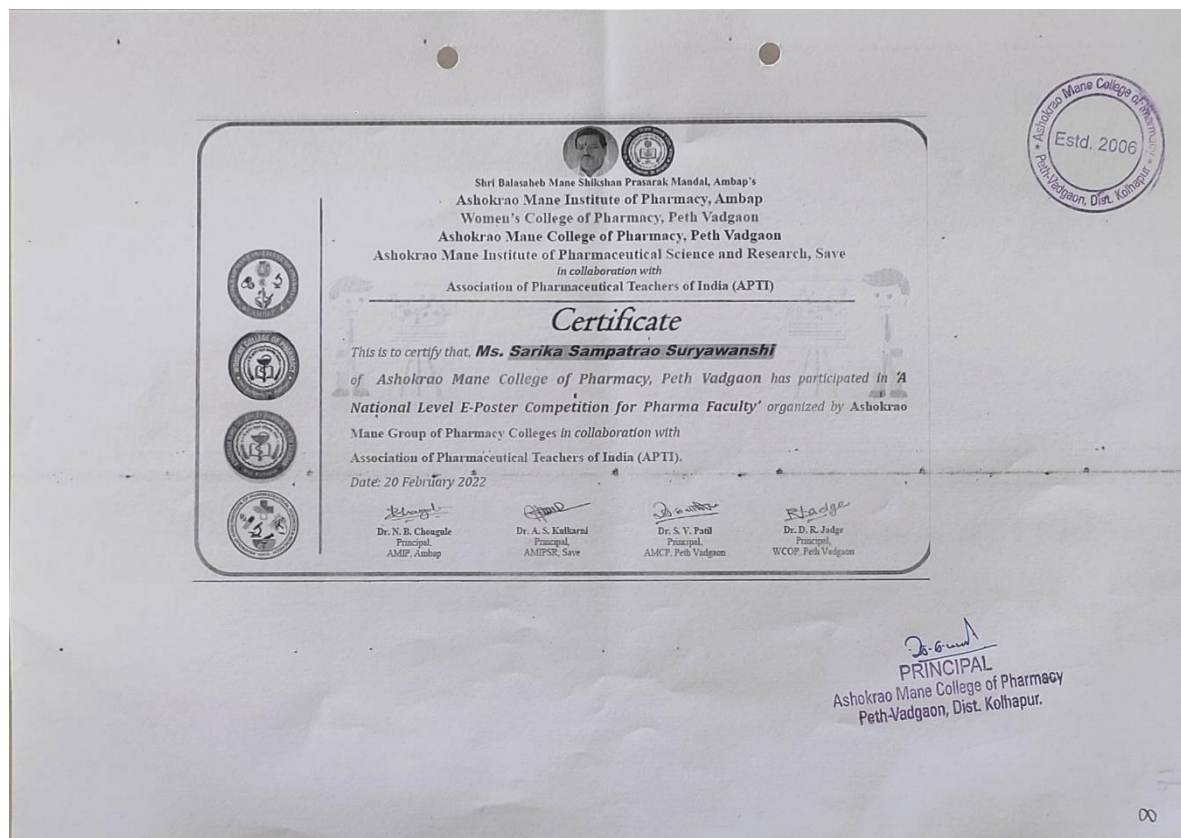 Shri Balasaheb Mane Shikshan Prasarak Mandal, Ambap's
Ashokrao Mane Institute of Pharmacy, Ambap
Women's College of Pharmacy, Peth Vadgaon
Ashokrao Mane College of Pharmacy, Peth Vadgaon
Ashokrao Mane Institute of Pharmaceutical Science and Research, Save
in collaboration with
Association of Pharmaceutical Teachers of India (APTI)
Certificate
This is to certify that, Ms. Sarika Sampatrao Suryawanshi
of Ashokrao Mane College of Pharmacy, Peth Vadgaon has participated in 'A
National Level E-Poster Competition for Pharma Faculty' organized by Ashokrao
Mane Group of Pharmacy Colleges in collaboration with
Association of Pharmaceutical Teachers of India (APTI).
Date: 20 February 2022
Dr. N. B. Chougule
Principal,
AMIP, Ambap
Dr. A. S. Kulkarni
Principal,
AMIPSR, Save
Dr. S. V. Patil
Principal,
AMCP, Peth Vadgaon
Dr. D. R. Jadge
Principal,
WCOP, Peth Vadgaon
Ashokrao Mane College of Pharmacy
Estd. 2006
Peth-Vadgaon, Dist. Kolhapur
PRINCIPAL
Ashokrao Mane College of Pharmacy
Peth-Vadgaon, Dist. Kolhapur.